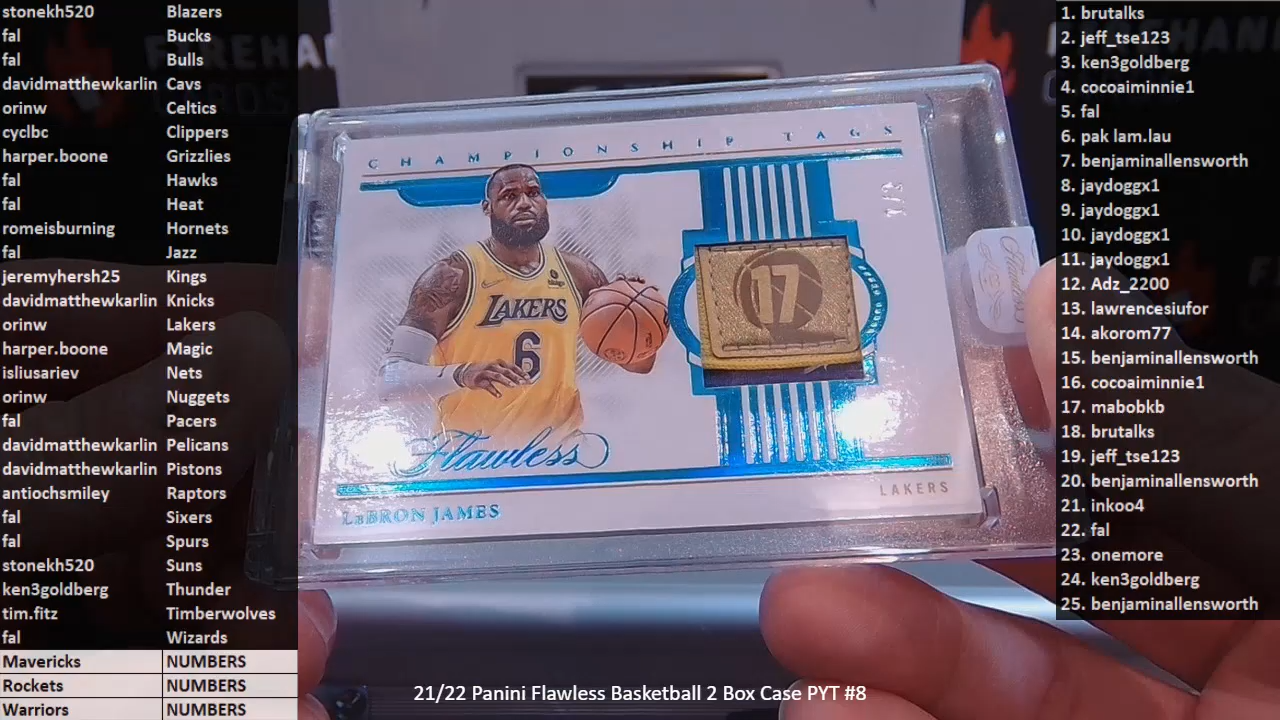 stonekh520 Blazers
fal Bucks
fal Bulls
davidmatthewkarlin Cavs
orinw Celtics
cyclbc Clippers
harper.boone Grizzlies
fal Hawks
fal Heat
romeisburning Hornets
fal Jazz
jeremyhersh25 Kings
davidmatthewkarlin Knicks
orinw Lakers
harper.boone Magic
isliusariev Nets
orinw Nuggets
fal Pacers
davidmatthewkarlin Pelicans
davidmatthewkarlin Pistons
antiochsmiley Raptors
fal Sixers
fal Spurs
stonekh520 Suns
ken3goldberg Thunder
tim.fitz Timberwolves
fal Wizards
Mavericks NUMBERS
Rockets NUMBERS
Warriors NUMBERS
CHAMPIONSHIP TAGS
LAKERS
6
17
Flawless
LeBRON JAMES
LAKERS
21/22 Panini Flawless Basketball 2 Box Case PYT #8
1. brutalks
2. jeff_tse123
3. ken3goldberg
4. cocoaiminnie1
5. fal
6. pak lam.lau
7. benjaminallensworth
8. jaydoggx1
9. jaydoggx1
10. jaydoggx1
11. jaydoggx1
12. Adz_2200
13. lawrencesiufor
14. akorom77
15. benjaminallensworth
16. cocoaiminnie1
17. mabobkb
18. brutalks
19. jeff_tse123
20. benjaminallensworth
21. inkoo4
22. fal
23. onemore
24. ken3goldberg
25. benjaminallensworth